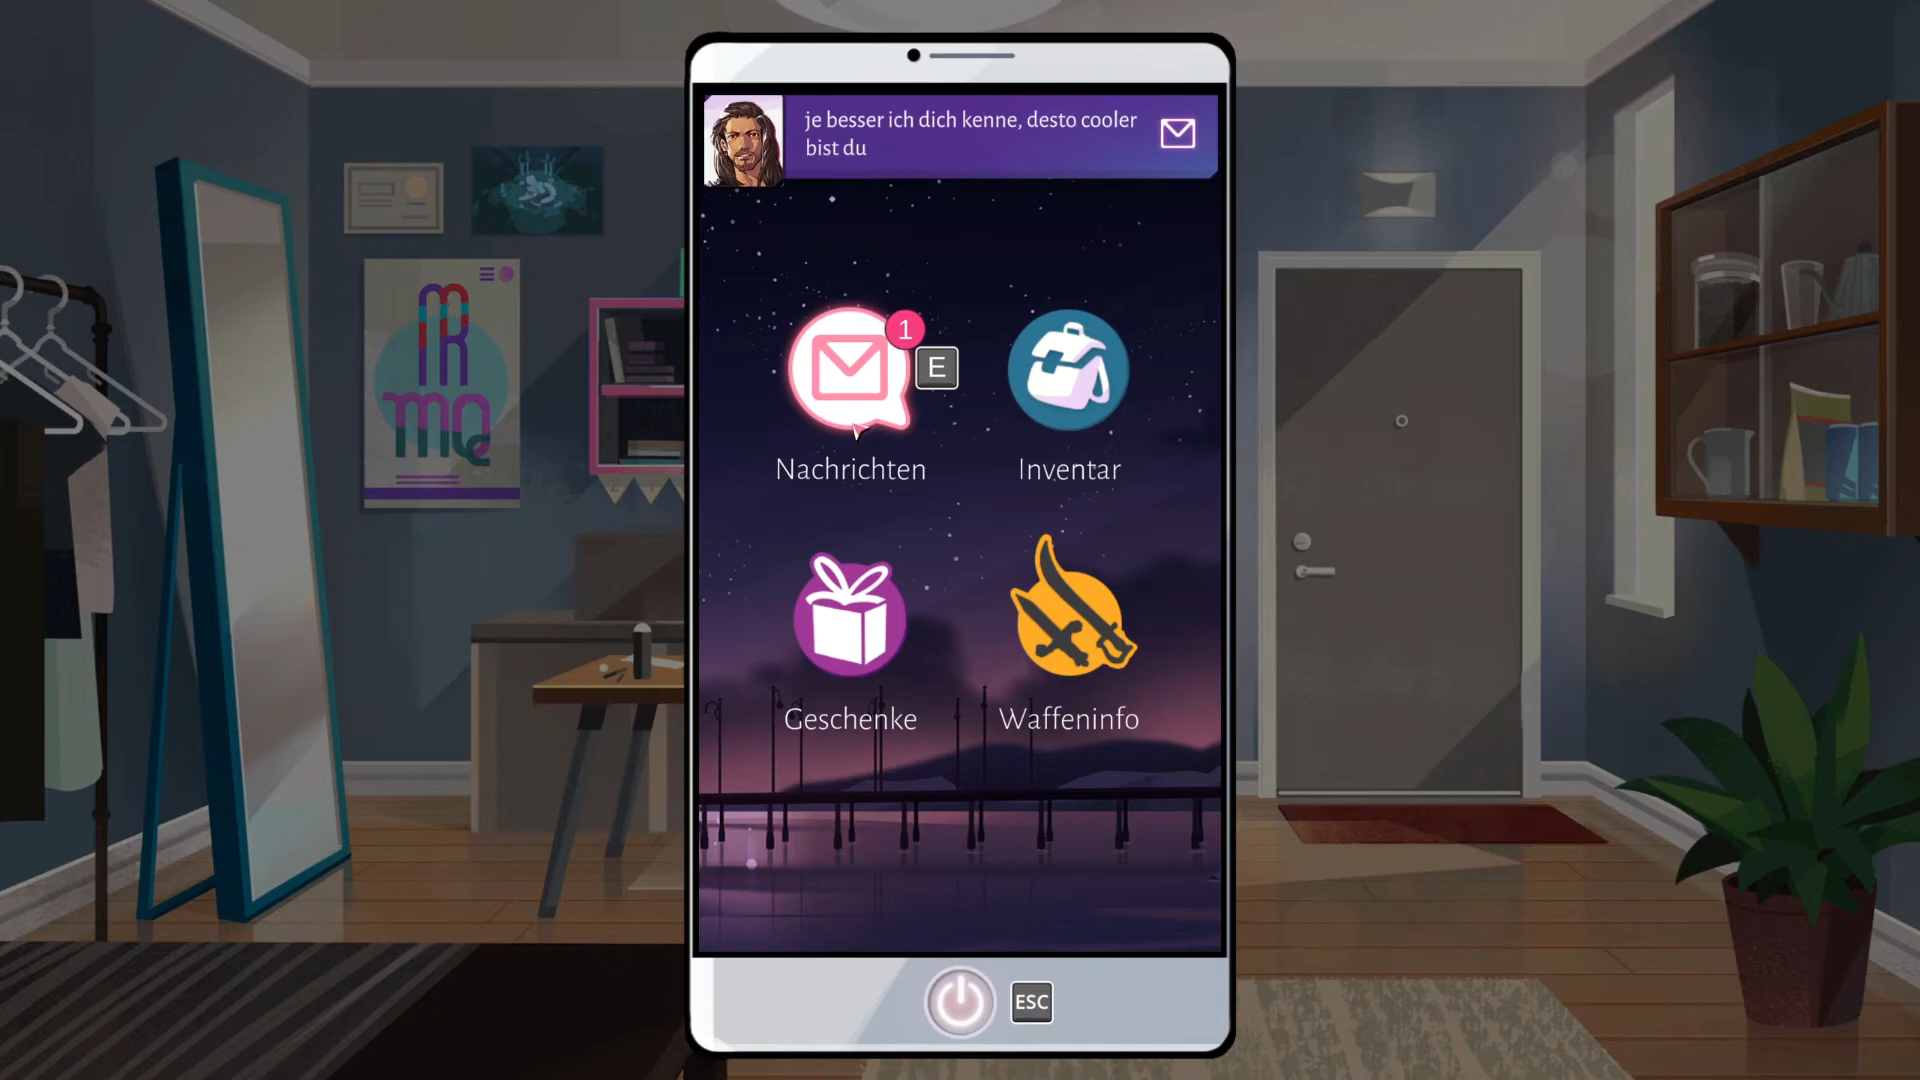 je besser ich dich kenne, desto cooler
bist du
1
E
Nachrichten
Inventar
Geschenke
Waffeninfo
ESC